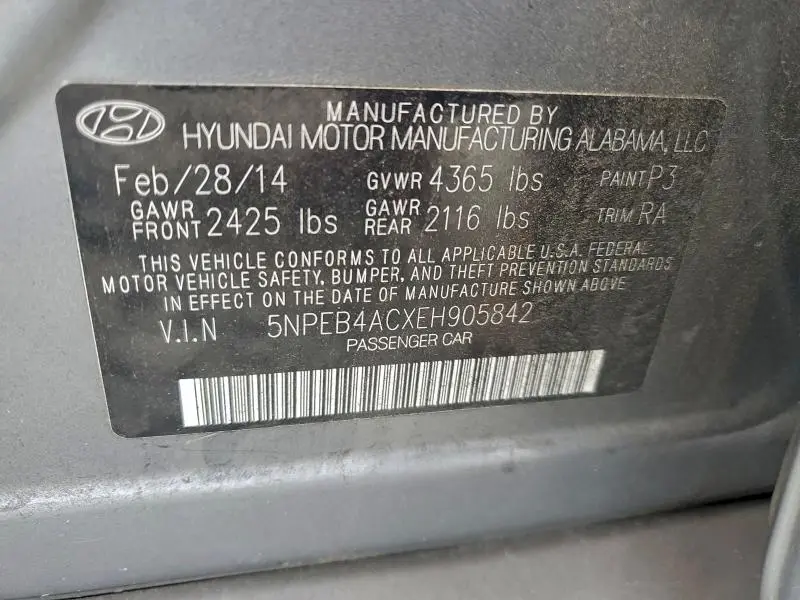 MANUFACTURED BY
HYUNDAI MOTOR MANUFACTURING ALABAMA, LLC
Feb/28/14 GVWR 4365 lbs PAINT P3
GAWR FRONT 2425 lbs GAWR REAR 2116 lbs TRIM RA
THIS VEHICLE CONFORMS TO ALL APPLICABLE U.S.A. FEDERAL
MOTOR VEHICLE SAFETY, BUMPER, AND THEFT PREVENTION STANDARDS
IN EFFECT ON THE DATE OF MANUFACTURE SHOWN ABOVE
V.I.N 5NPEB4ACXEH905842
PASSENGER CAR